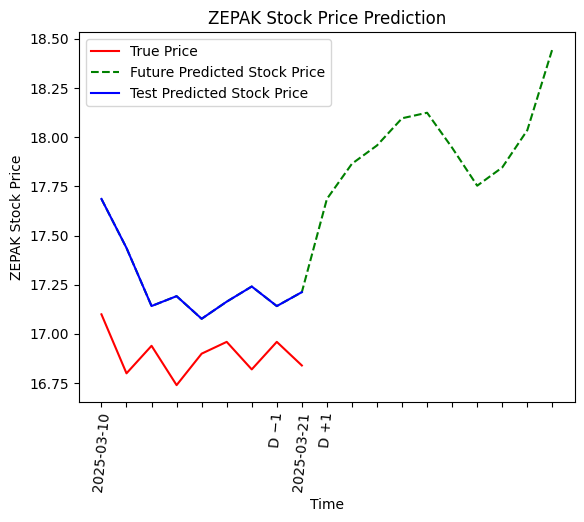 ZEPAK Stock Price Prediction
True Price
Future Predicted Stock Price
Test Predicted Stock Price
ZEPAK Stock Price
18.50
18.25
18.00
17.75
17.50
17.25
17.00
16.75
2025-03-10
D −1
2025-03-21
D +1
Time